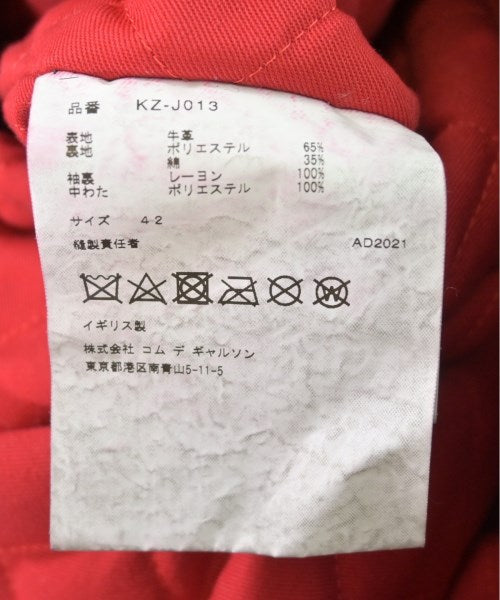 品番 KZ-J013
表地 牛革
裏地 ポリエステル 65%
綿 35%
袖裏 レーヨン 100%
中わた ポリエステル 100%
サイズ 42
縫製責任者 AD2021
W
イギリス製
株式会社 コム デ ギャルソン
東京都港区南青山5-11-5